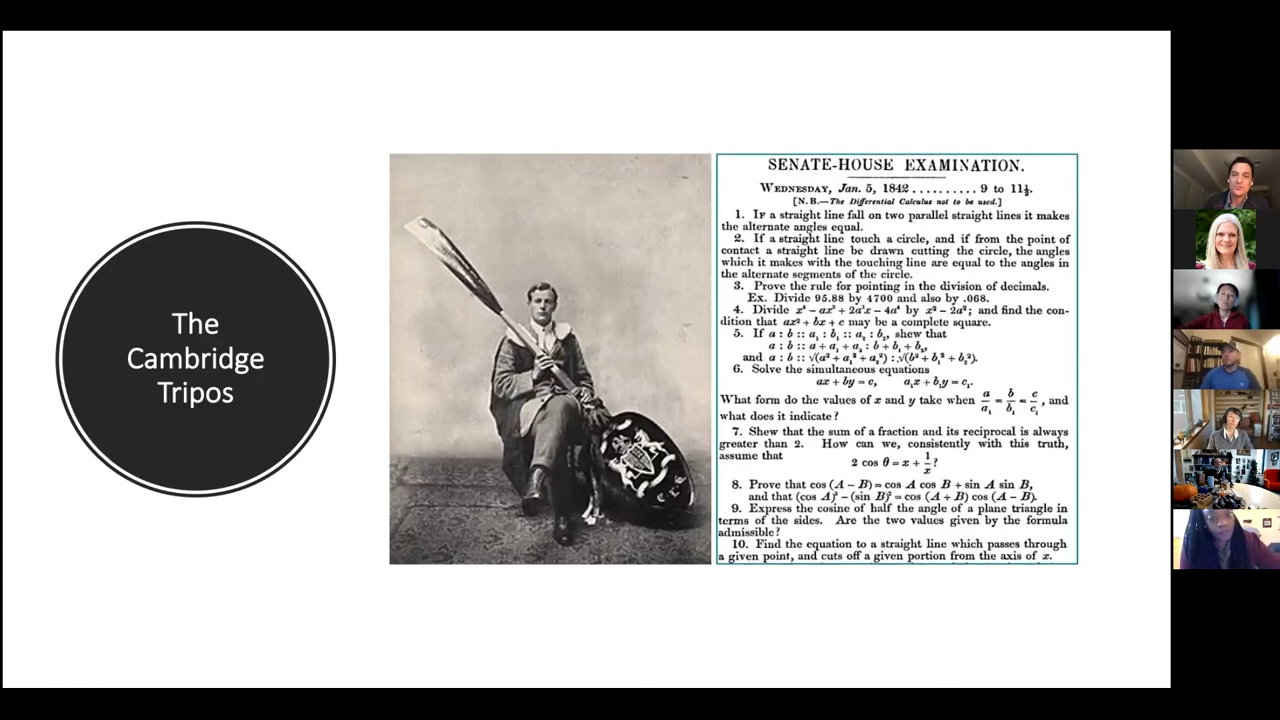 The
Cambridge
Tripos
SENATE-HOUSE EXAMINATION.
WEDNESDAY, Jan. 5, 1842 .......... 9 to 11½.
[N. B.—The Differential Calculus not to be used.]
1. IF a straight line fall on two parallel straight lines it makes
the alternate angles equal.
2. If a straight line touch a circle, and if from the point of
contact a straight line be drawn cutting the circle, the angles
which it makes with the touching line are equal to the angles in
the alternate segments of the circle.
3. Prove the rule for pointing in the division of decimals.
Ex. Divide 95.88 by 4700 and also by .068.
4. Divide x⁴ − ax³ + 2a³x − 4a⁴ by x² − 2a²; and find the con-
dition that ax² + bx + c may be a complete square.
5. If a : b :: a₁ : b₁ :: a₂ : b₂, shew that
a : b :: a + a₁ + a₂ : b + b₁ + b₂,
and a : b :: √(a² + a₁² + a₂²) : √(b² + b₁² + b₂²).
6. Solve the simultaneous equations
ax + by = c, a₁x + b₁y = c₁.
What form do the values of x and y take when a/a₁ = b/b₁ = c/c₁, and
what does it indicate?
7. Shew that the sum of a fraction and its reciprocal is always
greater than 2. How can we, consistently with this truth,
assume that
2 cos θ = x + 1/x?
8. Prove that cos (A − B) = cos A cos B + sin A sin B,
and that (cos A)² − (sin B)² = cos (A + B) cos (A − B).
9. Express the cosine of half the angle of a plane triangle in
terms of the sides. Are the two values given by the formula
admissible?
10. Find the equation to a straight line which passes through
a given point, and cuts off a given portion from the axis of x.